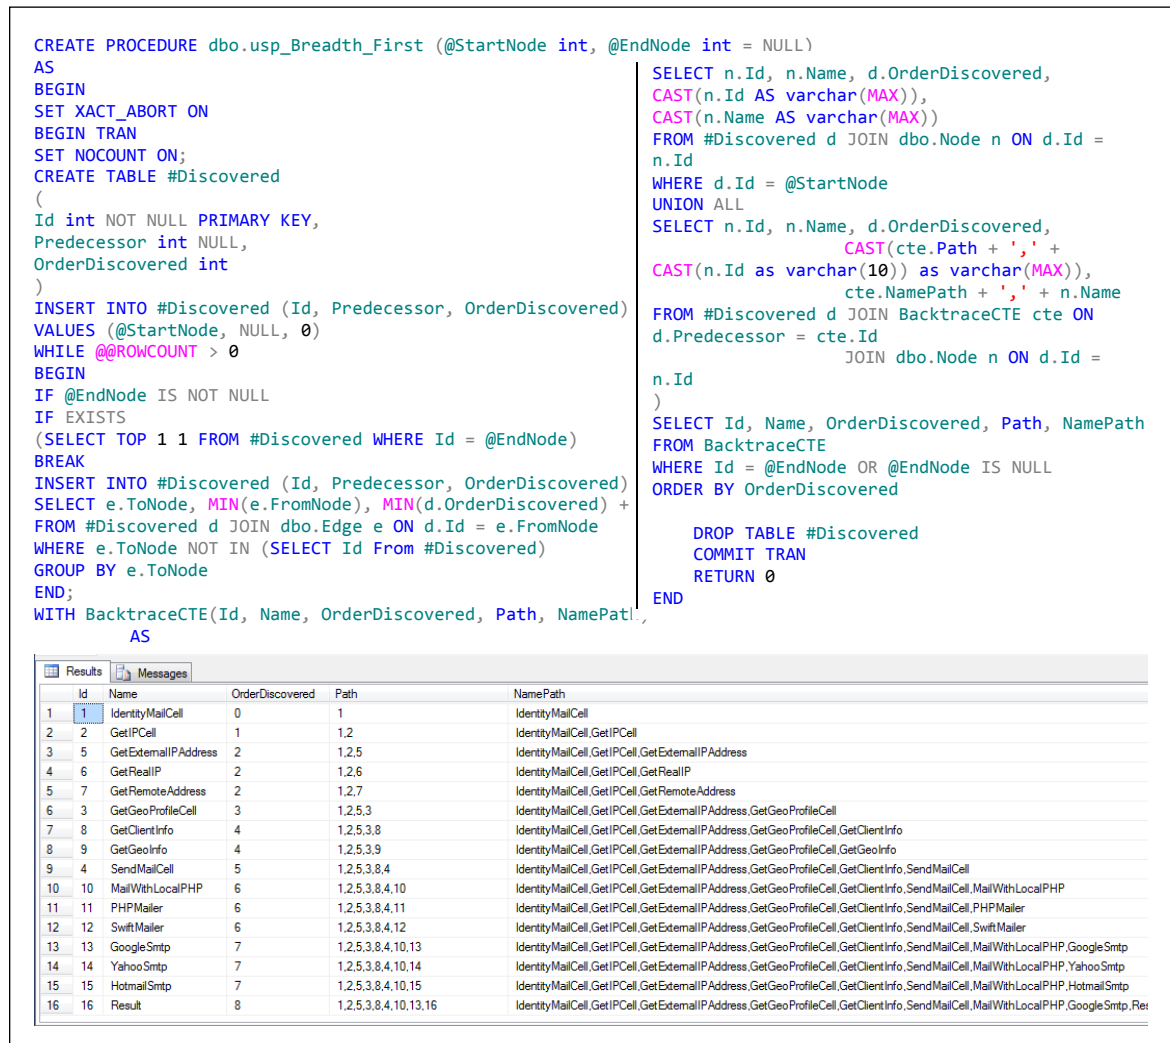 CREATE PROCEDURE dbo.usp_Breadth_First (@StartNode int, @EndNode int = NULL)
AS
BEGIN
SET XACT_ABORT ON
BEGIN TRAN
SET NOCOUNT ON;
CREATE TABLE #Discovered
(
Id int NOT NULL PRIMARY KEY,
Predecessor int NULL,
OrderDiscovered int
)
INSERT INTO #Discovered (Id, Predecessor, OrderDiscovered)
VALUES (@StartNode, NULL, 0)
WHILE @@ROWCOUNT > 0
BEGIN
IF @EndNode IS NOT NULL
IF EXISTS
(SELECT TOP 1 1 FROM #Discovered WHERE Id = @EndNode)
BREAK
INSERT INTO #Discovered (Id, Predecessor, OrderDiscovered)
SELECT e.ToNode, MIN(e.FromNode), MIN(d.OrderDiscovered) +
FROM #Discovered d JOIN dbo.Edge e ON d.Id = e.FromNode
WHERE e.ToNode NOT IN (SELECT Id From #Discovered)
GROUP BY e.ToNode
END;
WITH BacktraceCTE(Id, Name, OrderDiscovered, Path, NamePath)
AS
SELECT n.Id, n.Name, d.OrderDiscovered,
CAST(n.Id AS varchar(MAX)),
CAST(n.Name AS varchar(MAX))
FROM #Discovered d JOIN dbo.Node n ON d.Id =
n.Id
WHERE d.Id = @StartNode
UNION ALL
SELECT n.Id, n.Name, d.OrderDiscovered,
CAST(cte.Path + ',' +
CAST(n.Id as varchar(10)) as varchar(MAX)),
cte.NamePath + ',' + n.Name
FROM #Discovered d JOIN BacktraceCTE cte ON
d.Predecessor = cte.Id
JOIN dbo.Node n ON d.Id =
n.Id
)
SELECT Id, Name, OrderDiscovered, Path, NamePath
FROM BacktraceCTE
WHERE Id = @EndNode OR @EndNode IS NULL
ORDER BY OrderDiscovered
DROP TABLE #Discovered
COMMIT TRAN
RETURN 0
END
Results Messages
Id Name OrderDiscovered Path NamePath
1 1 IdentityMailCell 0 1 IdentityMailCell
2 2 GetIPCell 1 1,2 IdentityMailCell,GetIPCell
3 5 GetExternalIPAddress 2 1,2,5 IdentityMailCell,GetIPCell,GetExternalIPAddress
4 6 GetRealIP 2 1,2,6 IdentityMailCell,GetIPCell,GetRealIP
5 7 GetRemoteAddress 2 1,2,7 IdentityMailCell,GetIPCell,GetRemoteAddress
6 3 GetGeoProfileCell 3 1,2,5,3 IdentityMailCell,GetIPCell,GetExternalIPAddress,GetGeoProfileCell
7 8 GetClientInfo 4 1,2,5,3,8 IdentityMailCell,GetIPCell,GetExternalIPAddress,GetGeoProfileCell,GetClientInfo
8 9 GetGeoInfo 4 1,2,5,3,9 IdentityMailCell,GetIPCell,GetExternalIPAddress,GetGeoProfileCell,GetGeoInfo
9 4 SendMailCell 5 1,2,5,3,8,4 IdentityMailCell,GetIPCell,GetExternalIPAddress,GetGeoProfileCell,GetClientInfo,SendMailCell
10 10 MailWithLocalPHP 6 1,2,5,3,8,4,10 IdentityMailCell,GetIPCell,GetExternalIPAddress,GetGeoProfileCell,GetClientInfo,SendMailCell,MailWithLocalPHP
11 11 PHPMailer 6 1,2,5,3,8,4,11 IdentityMailCell,GetIPCell,GetExternalIPAddress,GetGeoProfileCell,GetClientInfo,SendMailCell,PHPMailer
12 12 SwiftMailer 6 1,2,5,3,8,4,12 IdentityMailCell,GetIPCell,GetExternalIPAddress,GetGeoProfileCell,GetClientInfo,SendMailCell,SwiftMailer
13 13 GoogleSmtp 7 1,2,5,3,8,4,10,13 IdentityMailCell,GetIPCell,GetExternalIPAddress,GetGeoProfileCell,GetClientInfo,SendMailCell,MailWithLocalPHP,GoogleSmtp
14 14 YahooSmtp 7 1,2,5,3,8,4,10,14 IdentityMailCell,GetIPCell,GetExternalIPAddress,GetGeoProfileCell,GetClientInfo,SendMailCell,MailWithLocalPHP,YahooSmtp
15 15 HotmailSmtp 7 1,2,5,3,8,4,10,15 IdentityMailCell,GetIPCell,GetExternalIPAddress,GetGeoProfileCell,GetClientInfo,SendMailCell,MailWithLocalPHP,HotmailSmtp
16 16 Result 8 1,2,5,3,8,4,10,13,16 IdentityMailCell,GetIPCell,GetExternalIPAddress,GetGeoProfileCell,GetClientInfo,SendMailCell,MailWithLocalPHP,GoogleSmtp,Res